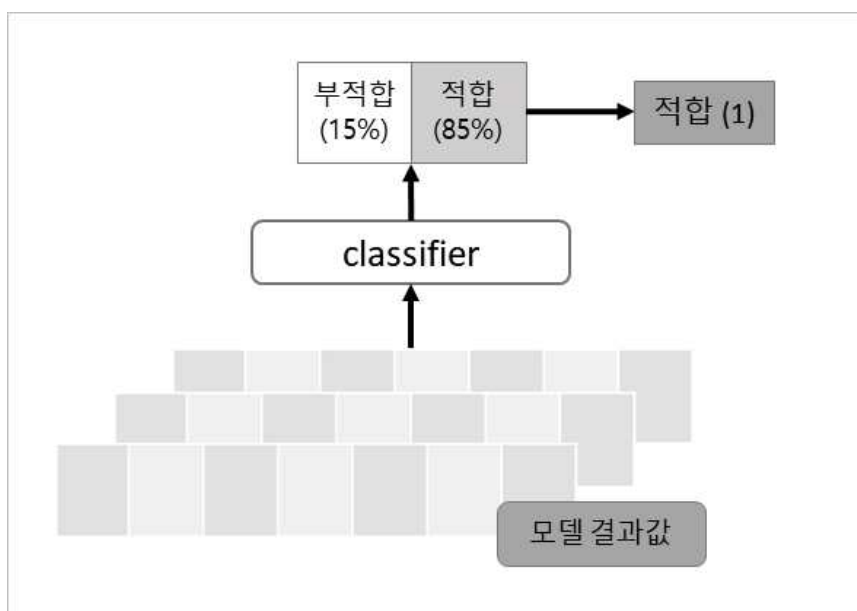 부적합
(15%)
적합
(85%)
적합 (1)
classifier
모델 결과값